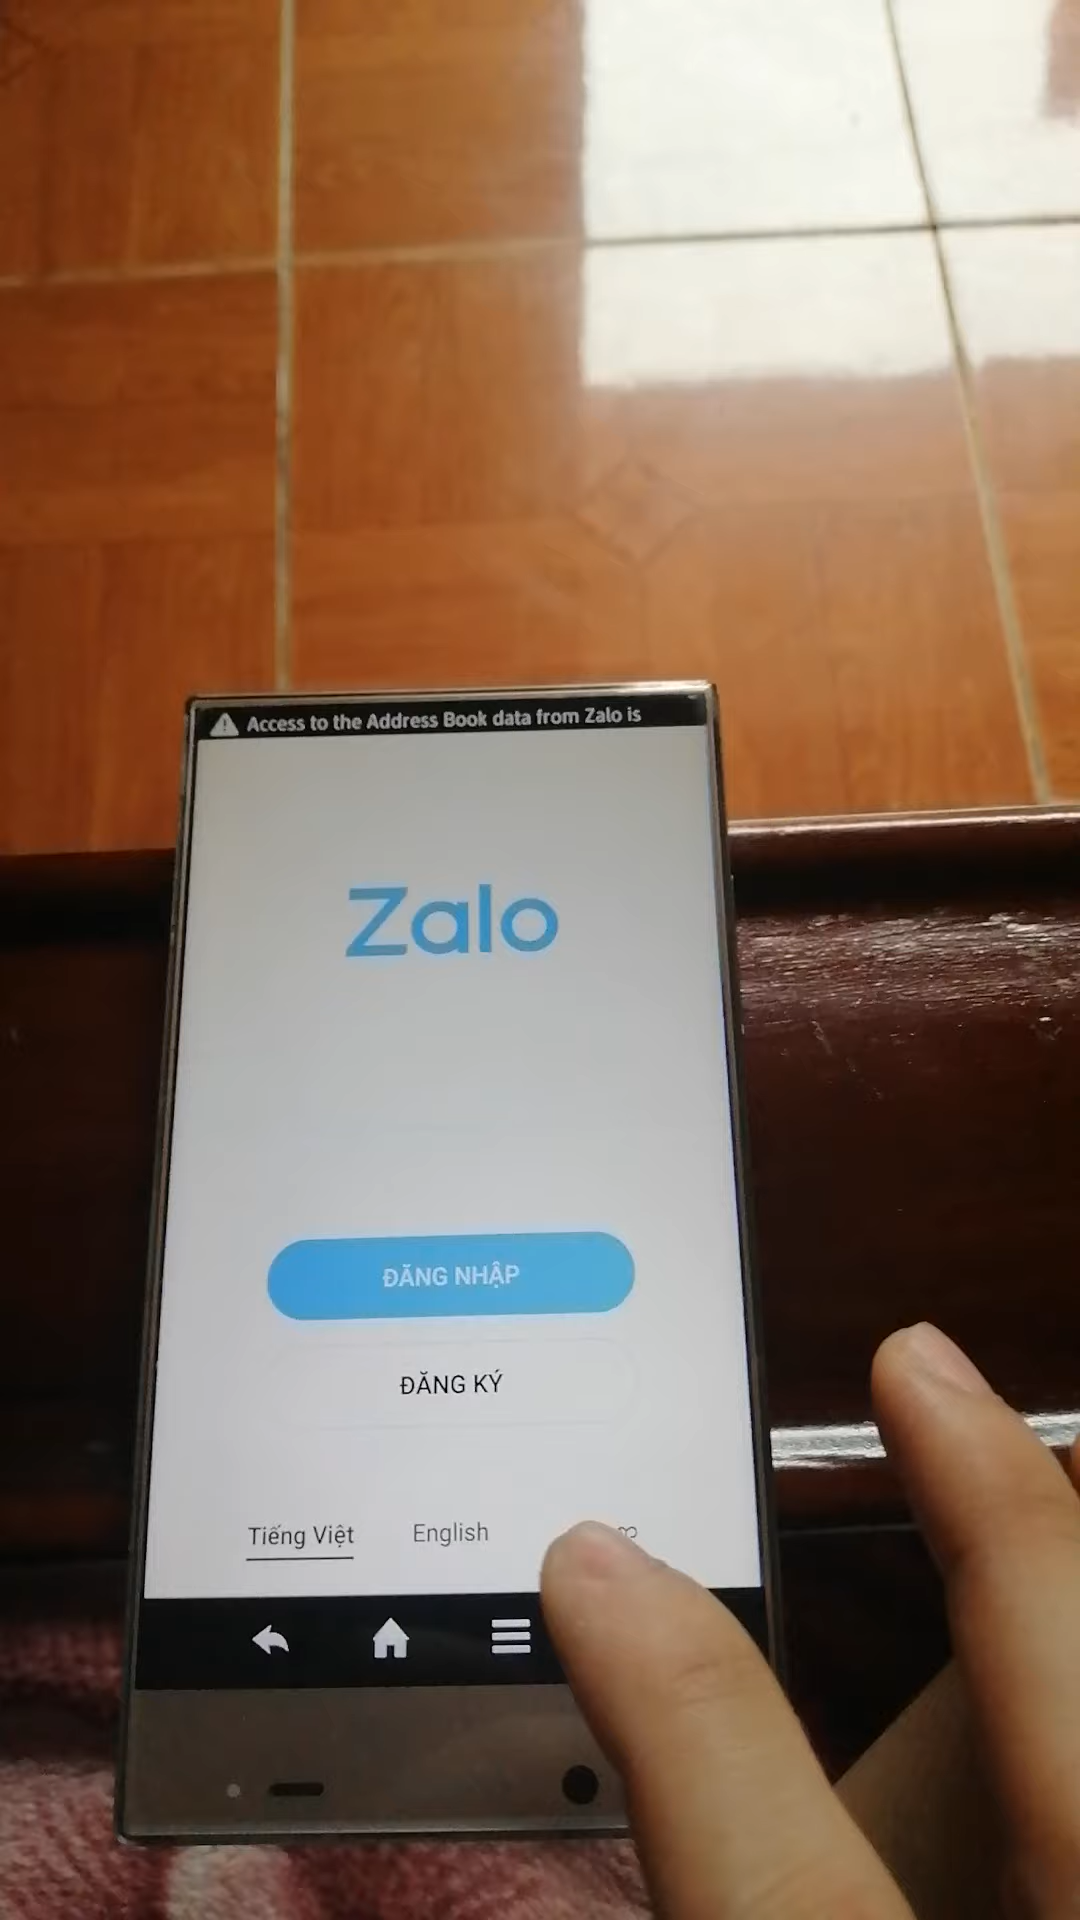 Access to the Address Book data from Zalo is
Zalo
ĐĂNG NHẬP
ĐĂNG KÝ
Tiếng Việt English